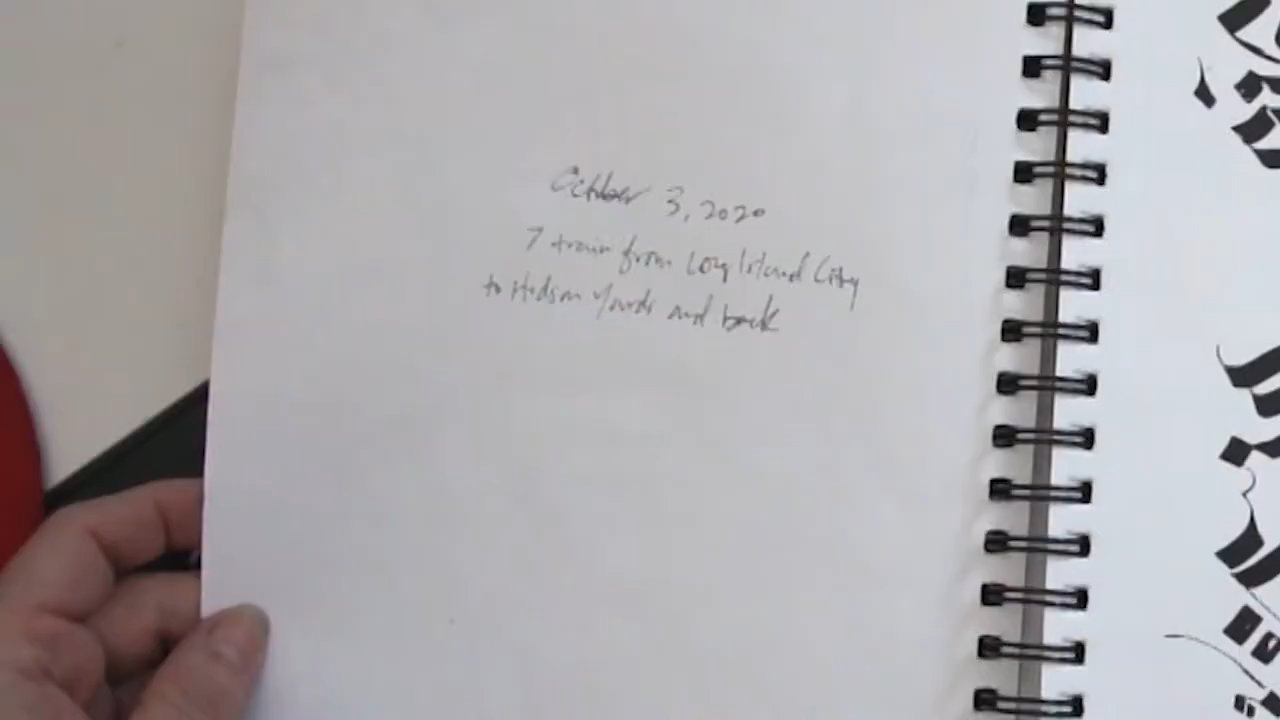 October 3, 2020
7 train from Long Island City
to Hudson Yards and back